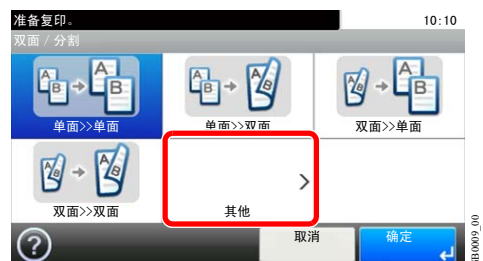 准备复印。 10:10
双面 / 分割
单面>>单面 单面>>双面 双面>>单面
双面>>双面 其他
取消 确定